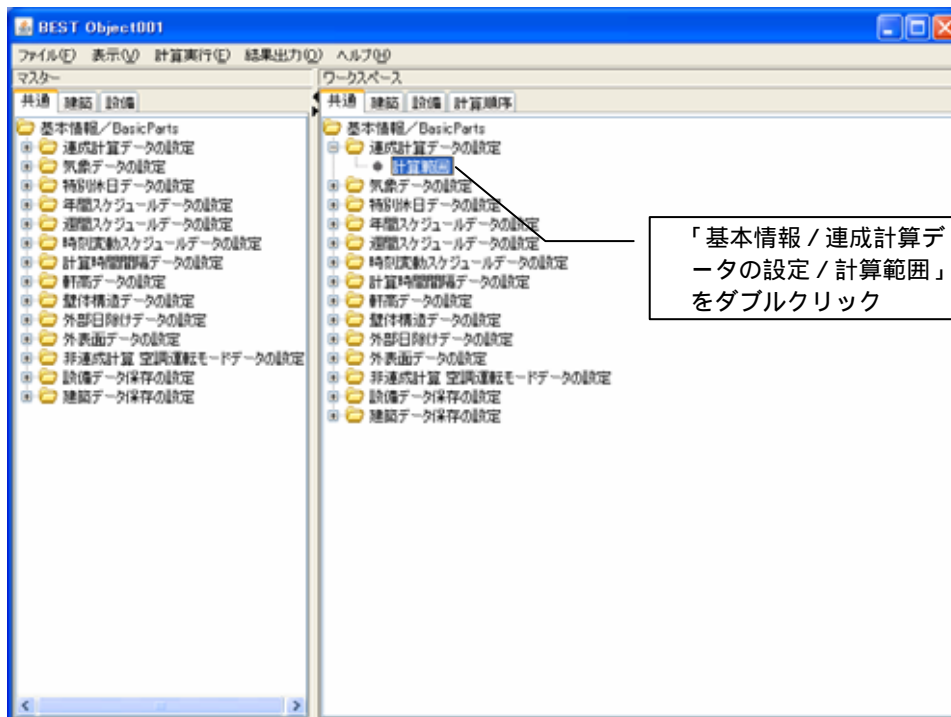 BEST Object001
ファイル(F) 表示(V) 計算実行(E) 結果出力(O) ヘルプ(H)
マスター
共通 建築 設備
基本情報/BasicParts
連成計算データの設定
気象データの設定
特別休日データの設定
年間スケジュールデータの設定
週間スケジュールデータの設定
時刻変動スケジュールデータの設定
計算時間間隔データの設定
軒高データの設定
壁体構造データの設定
外部日除けデータの設定
外表面データの設定
非連成計算 空調運転モードデータの設定
設備データ保存の設定
建築データ保存の設定
ワークスペース
共通 建築 設備 計算順序
基本情報/BasicParts
連成計算データの設定
計算範囲
気象データの設定
特別休日データの設定
年間スケジュールデータの設定
週間スケジュールデータの設定
時刻変動スケジュールデータの設定
計算時間間隔データの設定
軒高データの設定
壁体構造データの設定
外部日除けデータの設定
外表面データの設定
非連成計算 空調運転モードデータの設定
設備データ保存の設定
建築データ保存の設定
「基本情報/連成計算デ
ータの設定/計算範囲」
をダブルクリック